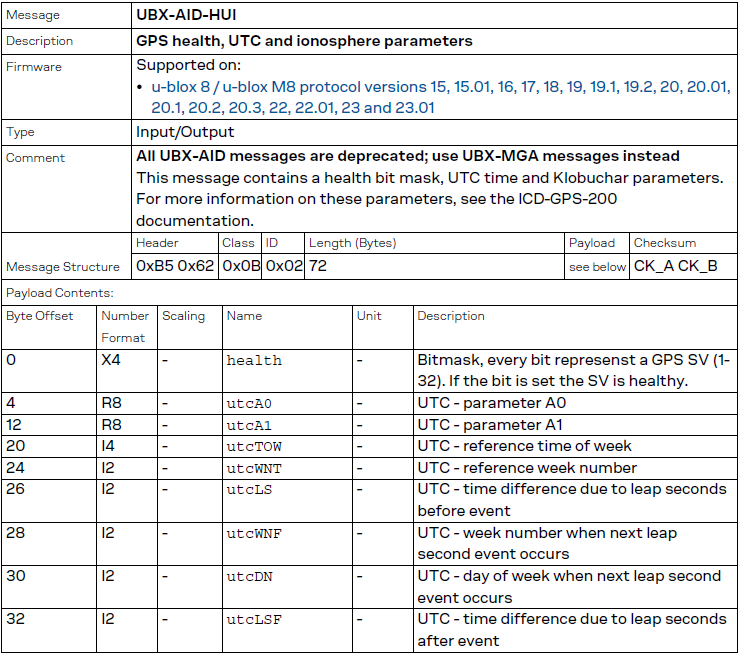 Message UBX-AID-HUI
Description GPS health, UTC and ionosphere parameters
Firmware Supported on:
• u-blox 8 / u-blox M8 protocol versions 15, 15.01, 16, 17, 18, 19, 19.1, 19.2, 20, 20.01,
20.1, 20.2, 20.3, 22, 22.01, 23 and 23.01
Type Input/Output
Comment All UBX-AID messages are deprecated; use UBX-MGA messages instead
This message contains a health bit mask, UTC time and Klobuchar parameters.
For more information on these parameters, see the ICD-GPS-200
documentation.
Header Class ID Length (Bytes) Payload Checksum
Message Structure 0xB5 0x62 0x0B 0x02 72 see below CK_A CK_B
Payload Contents:
Byte Offset Number Scaling Name Unit Description
Format
0 X4 - health - Bitmask, every bit represenst a GPS SV (1-
32). If the bit is set the SV is healthy.
4 R8 - utcA0 - UTC - parameter A0
12 R8 - utcA1 - UTC - parameter A1
20 I4 - utcTOW - UTC - reference time of week
24 I2 - utcWNT - UTC - reference week number
26 I2 - utcLS - UTC - time difference due to leap seconds
before event
28 I2 - utcWNF - UTC - week number when next leap
second event occurs
30 I2 - utcDN - UTC - day of week when next leap second
event occurs
32 I2 - utcLSF - UTC - time difference due to leap seconds
after event